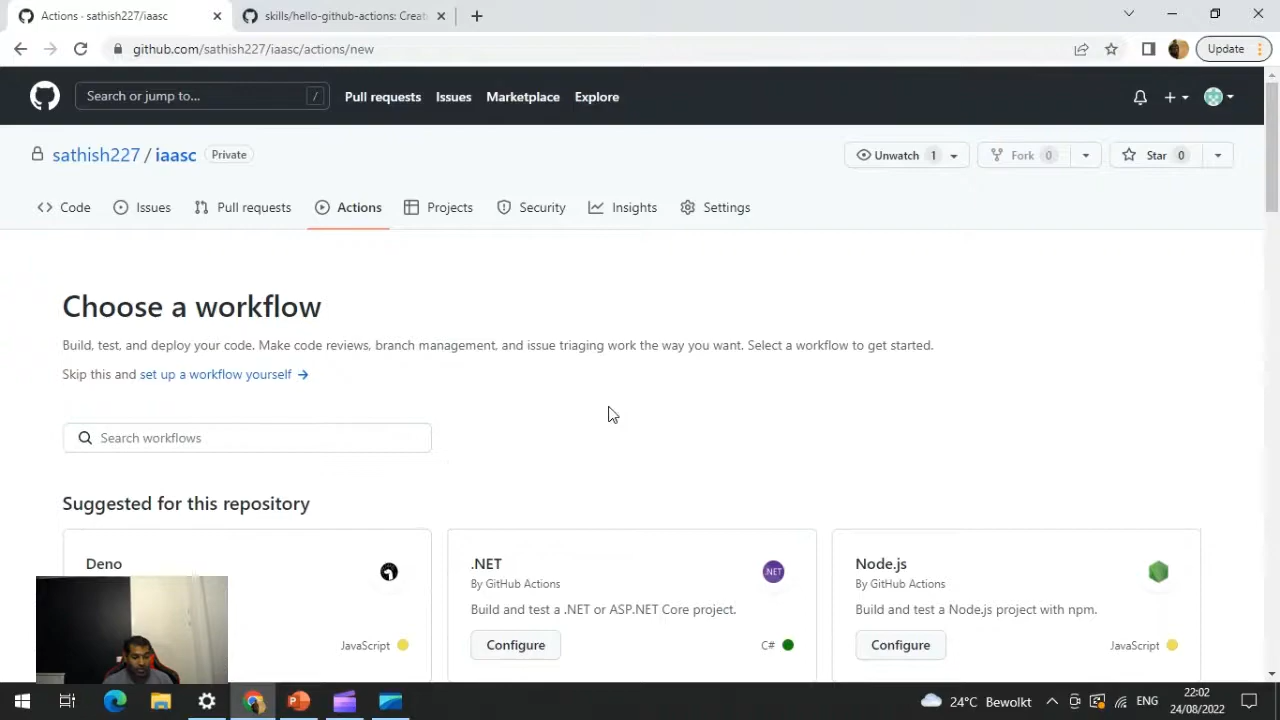 Actions · sathish227/iaasc
skills/hello-github-actions: Creat
github.com/sathish227/iaasc/actions/new
Update
Search or jump to...
/
Pull requests
Issues
Marketplace
Explore
sathish227 / iaasc
Private
Unwatch 1
Fork 0
Star 0
Code
Issues
Pull requests
Actions
Projects
Security
Insights
Settings
Choose a workflow
Build, test, and deploy your code. Make code reviews, branch management, and issue triaging work the way you want. Select a workflow to get started.
Skip this and set up a workflow yourself →
Search workflows
Suggested for this repository
Deno
JavaScript
.NET
By GitHub Actions
.NET
Build and test a .NET or ASP.NET Core project.
Configure
C#
Node.js
By GitHub Actions
Build and test a Node.js project with npm.
Configure
JavaScript
24°C Bewolkt
ENG
22:02
24/08/2022